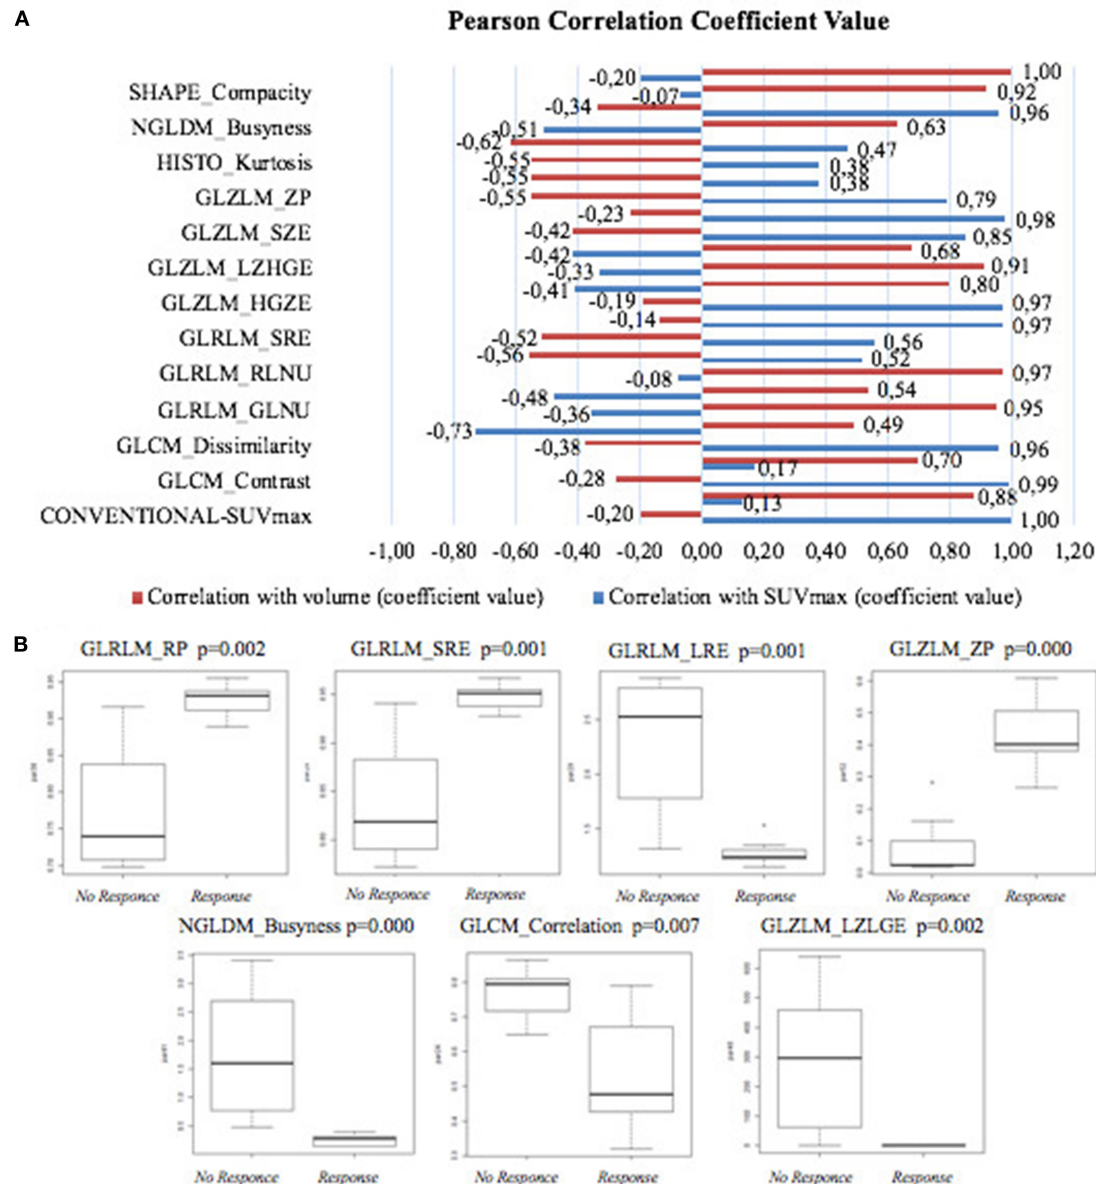 A
Pearson Correlation Coefficient Value
-0,20 1,00
SHAPE_Compacity -0,07 0,92
-0,34 0,96
NGLDM_Busyness -0,51 0,63
-0,62 0,47
HISTO_Kurtosis -0,55 0,38
-0,55 0,38
GLZLM_ZP -0,55 0,79
-0,23 0,98
GLZLM_SZE -0,42 0,85
-0,42 0,68
GLZLM_LZHGE -0,33 0,91
-0,41 0,80
GLZLM_HGZE -0,19 0,97
-0,14 0,97
GLRLM_SRE -0,52 0,56
-0,56 0,52
GLRLM_RLNU -0,08 0,97
-0,48 0,54
GLRLM_GLNU -0,36 0,95
-0,73 0,49
GLCM_Dissimilarity -0,38 0,96
0,70
0,17
GLCM_Contrast -0,28 0,99
0,88
0,13
CONVENTIONAL-SUVmax -0,20 1,00
-1,00 -0,80 -0,60 -0,40 -0,20 0,00 0,20 0,40 0,60 0,80 1,00 1,20
Correlation with volume (coefficient value) Correlation with SUVmax (coefficient value)
B
GLRLM_RP p=0.002 GLRLM_SRE p=0.001 GLRLM_LRE p=0.001 GLZLM_ZP p=0.000
No Responce Response No Responce Response No Responce Response No Responce Response
NGLDM_Busyness p=0.000 GLCM_Correlation p=0.007 GLZLM_LZLGE p=0.002
No Responce Response No Responce Response No Responce Response